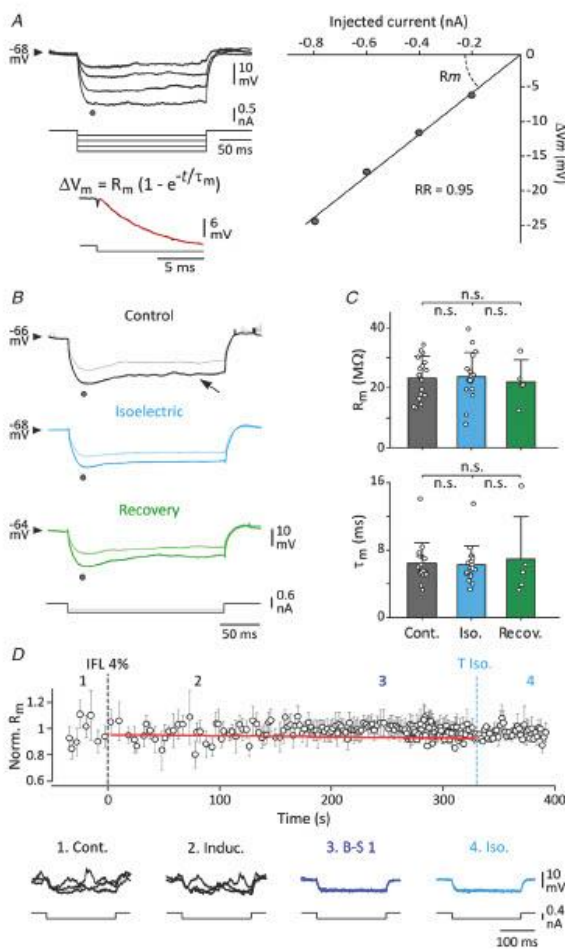 A
-68 mV
10 mV
0.5 nA
50 ms
ΔVm = Rm (1 - e-t/τm)
6 mV
5 ms
Injected current (nA)
-0.8 -0.6 -0.4 -0.2 0
0
-5
-10
-15
-20
-25
ΔVm (mV)
Rm
RR = 0.95
B
-66 mV
Control
-68 mV
Isoelectric
-64 mV
Recovery
10 mV
0.6 nA
50 ms
C
n.s.
n.s. n.s.
Rm (MΩ)
40
20
0
n.s.
n.s. n.s.
τm (ms)
16
12
6
0
Cont. Iso. Recov.
D
IFL 4% T Iso.
1 2 3 4
Norm. Rm
1.2
1
0.8
0.6
0 100 200 300 400
Time (s)
1. Cont. 2. Induc. 3. B-S 1 4. Iso.
10 mV
0.4 nA
100 ms